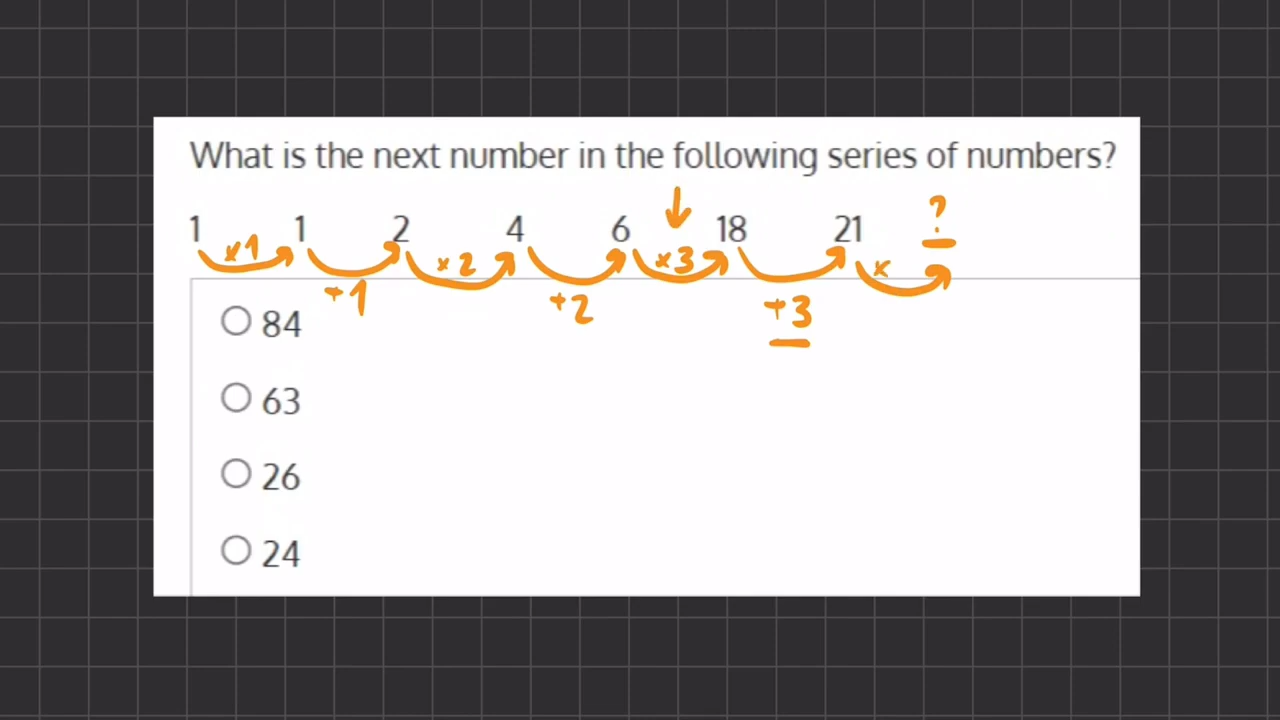 What is the next number in the following series of numbers?
?
1 1 2 4 6 18 21
×1 ×2 ×3 ×
+1 +2 +3
84
63
26
24